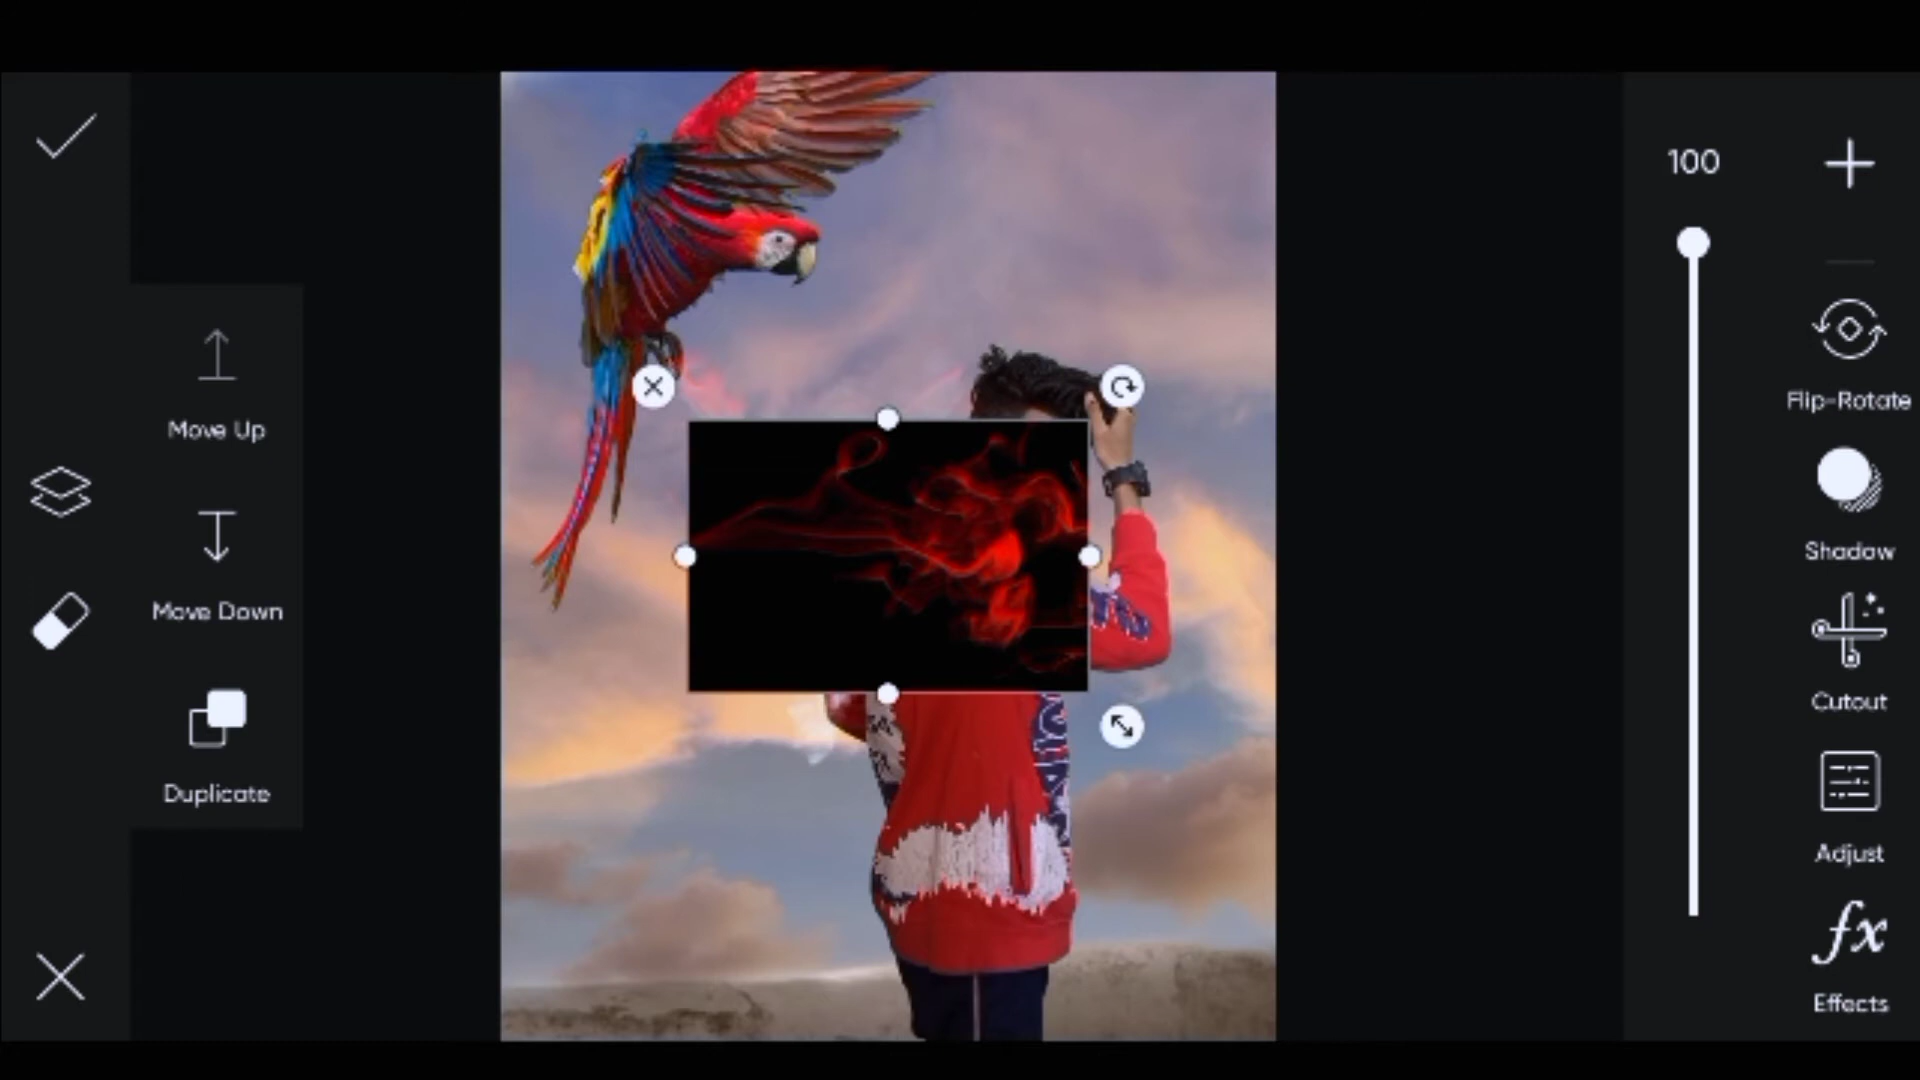 100
Move Up
Flip-Rotate
Shadow
Move Down
Cutout
Duplicate
Adjust
fx
Effects